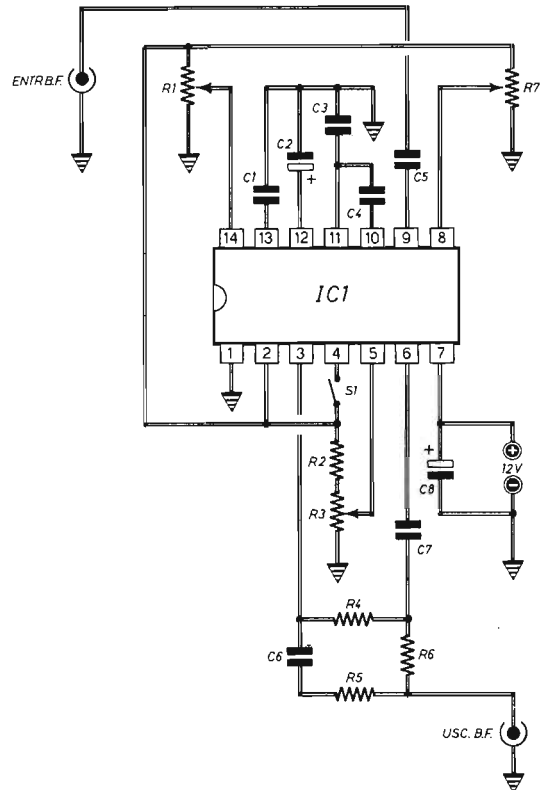 ENTR.B.F.
R1
R7
C3
C2
+
C1
C4
C5
14 13 12 11 10 9 8
IC1
1 2 3 4 5 6 7
S1
R2
R3
+
C8
+
12V
−
C7
R4
C6
R6
R5
USC. B.F.